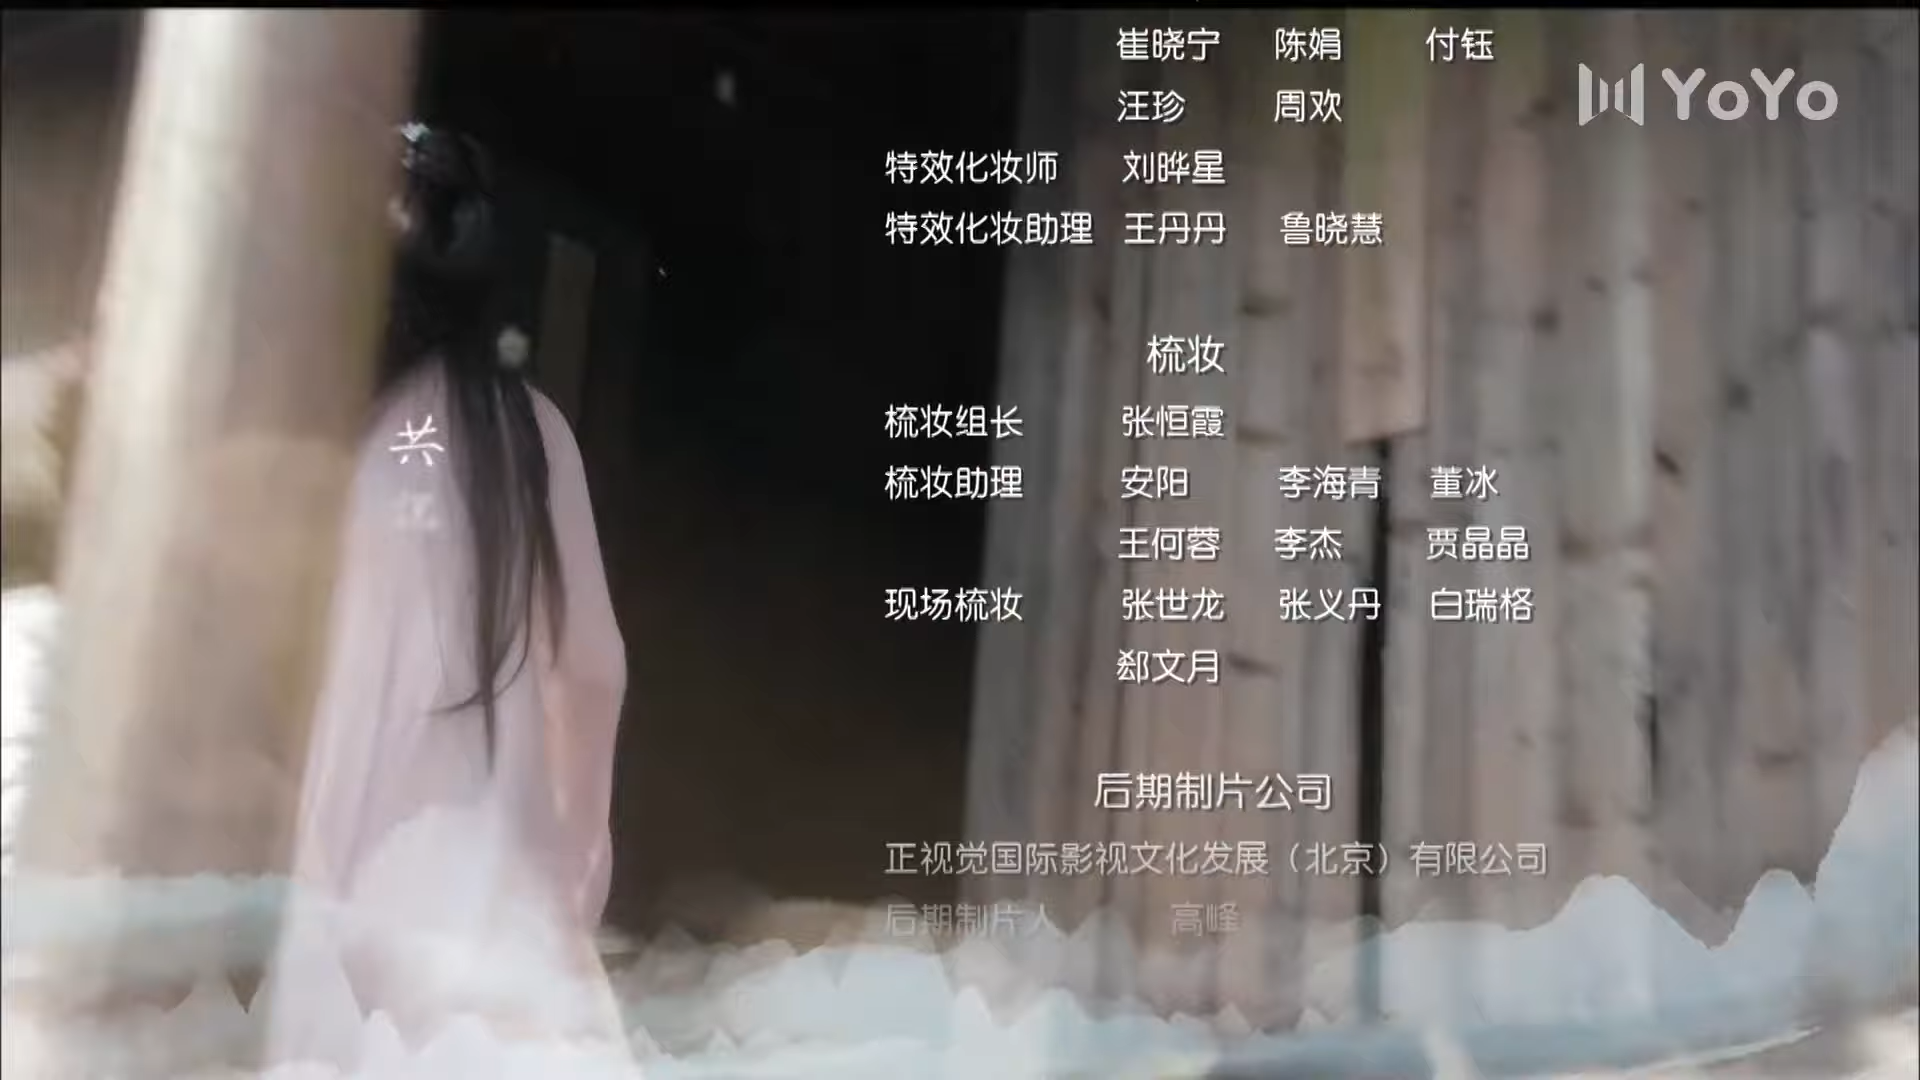 崔晓宁 陈娟 付钰
YoYo
汪珍 周欢
特效化妆师 刘晔星
特效化妆助理 王丹丹 鲁晓慧
梳妆
梳妆组长 张恒霞
共
梳妆助理 安阳 李海青 董冰
王何蓉 李杰 贾晶晶
现场梳妆 张世龙 张义丹 白瑞格
郄文月
后期制片公司
正视觉国际影视文化发展（北京）有限公司
后期制片人 高峰